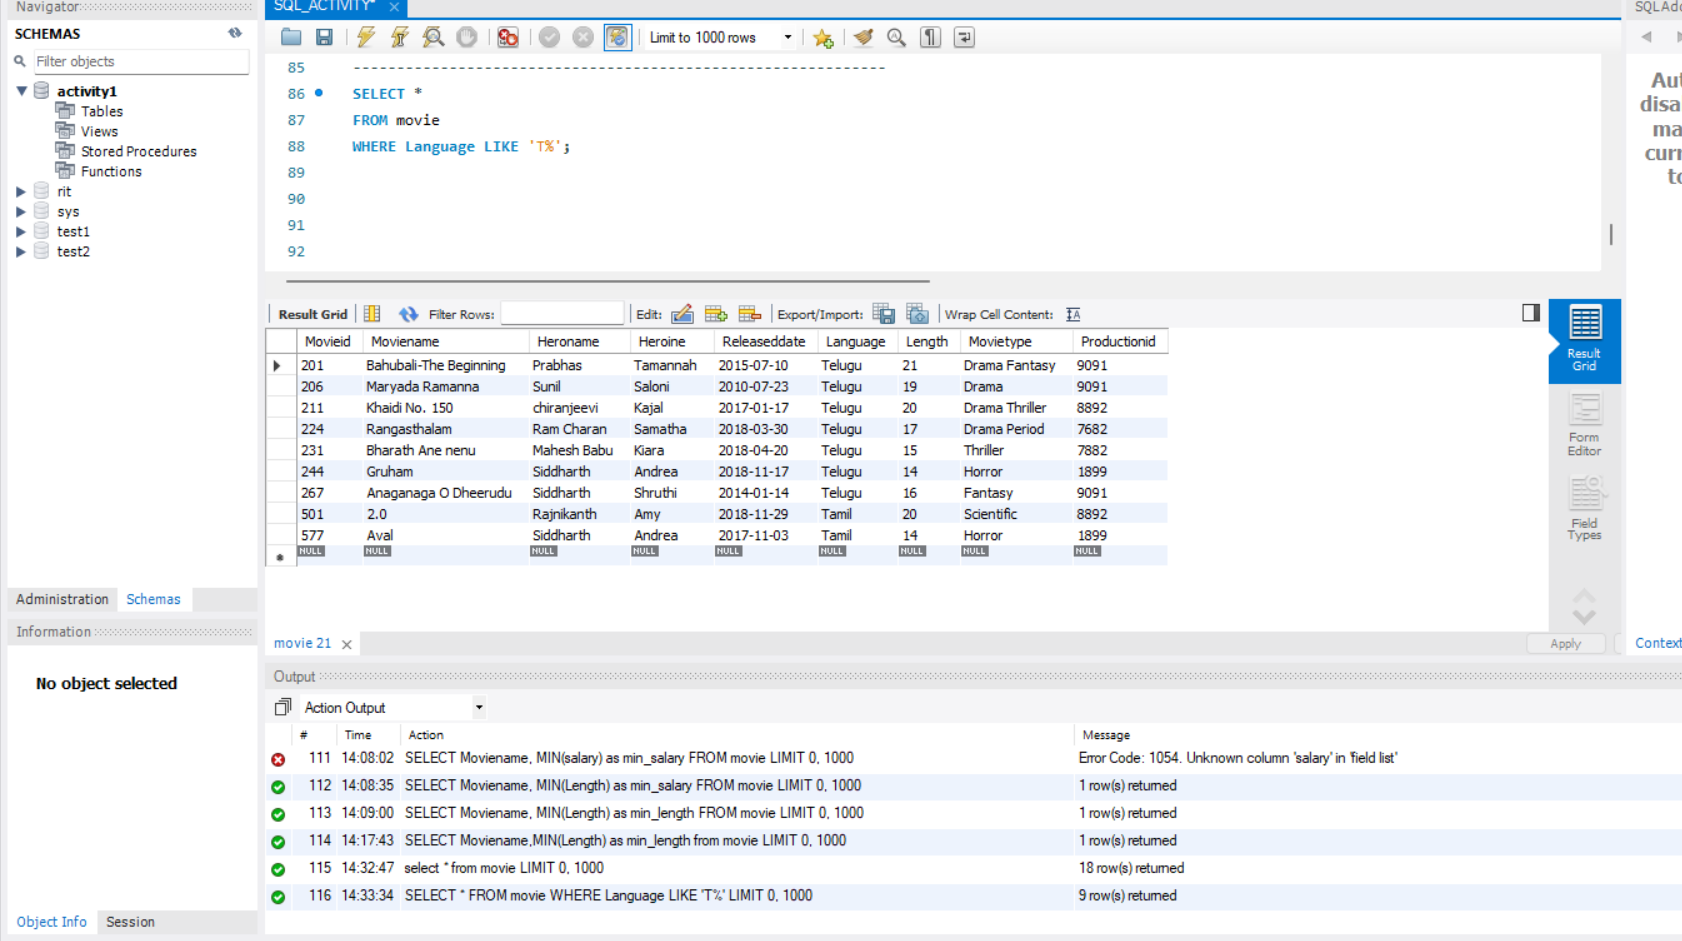 Navigator
SCHEMAS
Filter objects
activity1
Tables
Views
Stored Procedures
Functions
rit
sys
test1
test2
Administration Schemas
Information
No object selected
Object Info Session
SQL_ACTIVITY*
Limit to 1000 rows
85 -------------------------------------------------------------
86 SELECT *
87 FROM movie
88 WHERE Language LIKE 'T%';
89
90
91
92
Result Grid Filter Rows: Edit: Export/Import: Wrap Cell Content:
Movieid Moviename Heroname Heroine Releaseddate Language Length Movietype Productionid
201 Bahubali-The Beginning Prabhas Tamannah 2015-07-10 Telugu 21 Drama Fantasy 9091
206 Maryada Ramanna Sunil Saloni 2010-07-23 Telugu 19 Drama 9091
211 Khaidi No. 150 chiranjeevi Kajal 2017-01-17 Telugu 20 Drama Thriller 8892
224 Rangasthalam Ram Charan Samatha 2018-03-30 Telugu 17 Drama Period 7682
231 Bharath Ane nenu Mahesh Babu Kiara 2018-04-20 Telugu 15 Thriller 7882
244 Gruham Siddharth Andrea 2018-11-17 Telugu 14 Horror 1899
267 Anaganaga O Dheerudu Siddharth Shruthi 2014-01-14 Telugu 16 Fantasy 9091
501 2.0 Rajnikanth Amy 2018-11-29 Tamil 20 Scientific 8892
577 Aval Siddharth Andrea 2017-11-03 Tamil 14 Horror 1899
NULL NULL NULL NULL NULL NULL NULL NULL NULL
Result
Grid
Form
Editor
Field
Types
movie 21
Apply
Output
Action Output
# Time Action Message
111 14:08:02 SELECT Moviename, MIN(salary) as min_salary FROM movie LIMIT 0, 1000 Error Code: 1054. Unknown column 'salary' in 'field list'
112 14:08:35 SELECT Moviename, MIN(Length) as min_salary FROM movie LIMIT 0, 1000 1 row(s) returned
113 14:09:00 SELECT Moviename, MIN(Length) as min_length FROM movie LIMIT 0, 1000 1 row(s) returned
114 14:17:43 SELECT Moviename,MIN(Length) as min_length from movie LIMIT 0, 1000 1 row(s) returned
115 14:32:47 select * from movie LIMIT 0, 1000 18 row(s) returned
116 14:33:34 SELECT * FROM movie WHERE Language LIKE 'T%' LIMIT 0, 1000 9 row(s) returned
SQLAd
Aut
disa
ma
curr
to
Context